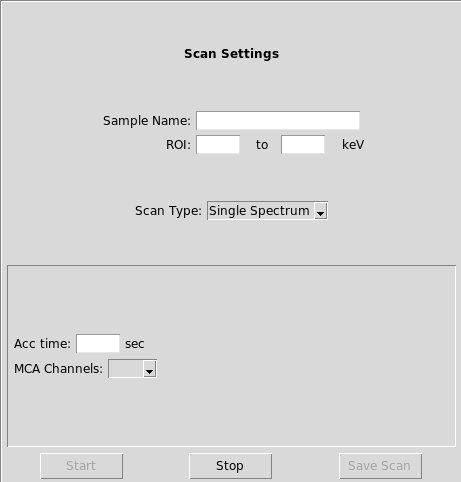 Scan Settings
Sample Name:
ROI: to keV
Scan Type: Single Spectrum
Acc time: sec
MCA Channels:
Start Stop Save Scan